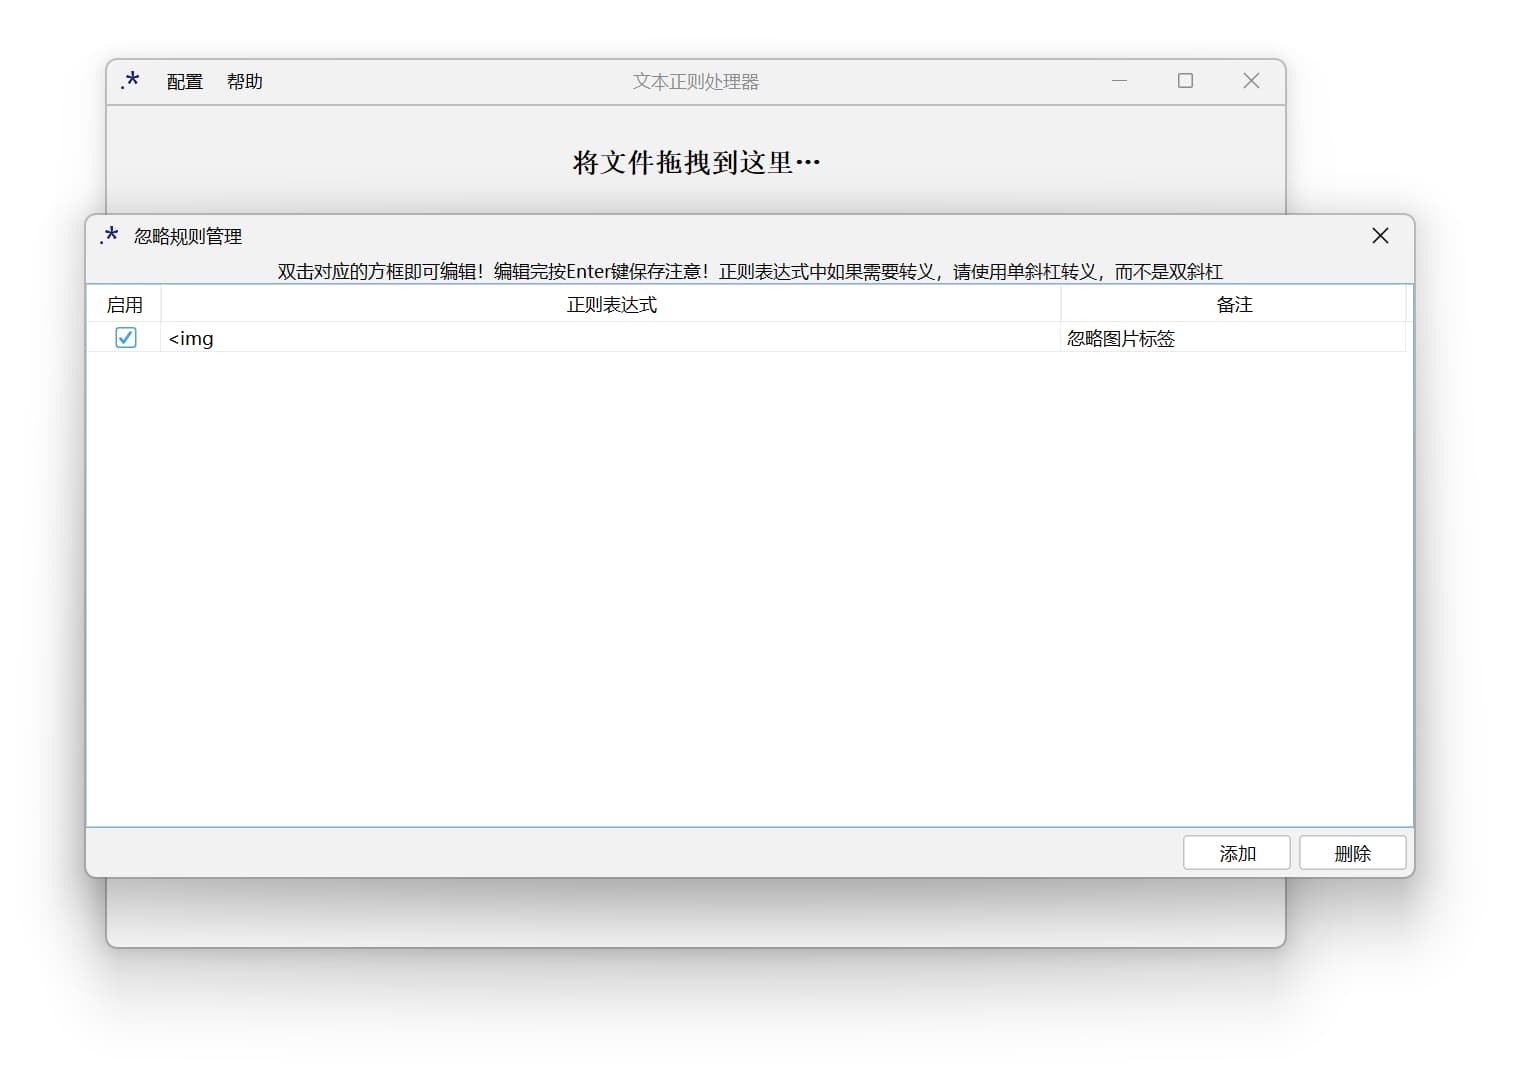 .* 配置 帮助 文本正则处理器
将文件拖拽到这里···
.* 忽略规则管理
双击对应的方框即可编辑！编辑完按Enter键保存注意！正则表达式中如果需要转义，请使用单斜杠转义，而不是双斜杠
启用 正则表达式 备注
<img 忽略图片标签
添加 删除